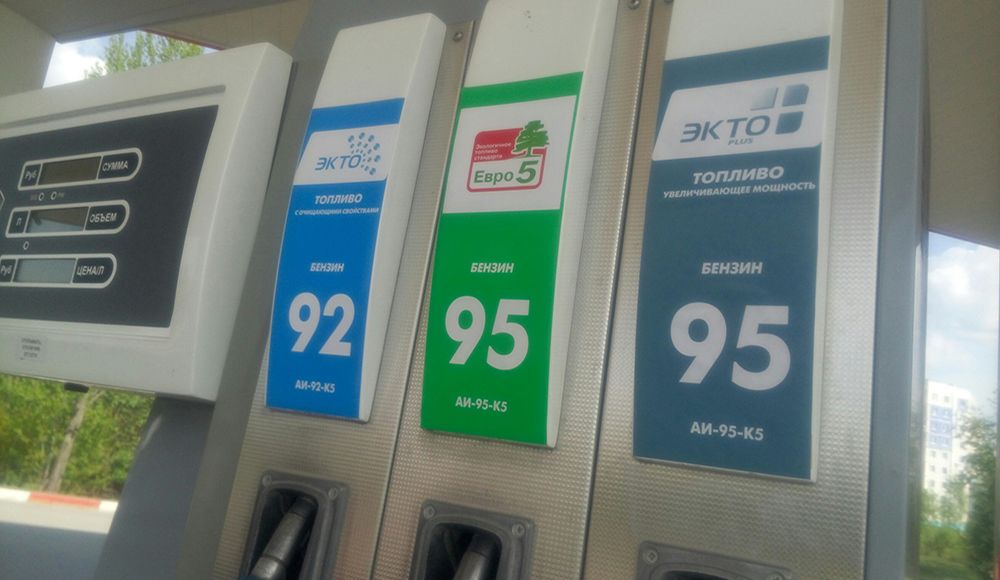 Руб
СУММА
Л
ОБЪЕМ
Руб
ЦЕНА/Л
ЭКТО
ТОПЛИВО
С ОЧИЩАЮЩИМИ СВОЙСТВАМИ
БЕНЗИН
92
АИ-92-К5
Экологичное
топливо
стандарта
Евро 5
БЕНЗИН
95
АИ-95-К5
ЭКТО
PLUS
ТОПЛИВО
УВЕЛИЧИВАЮЩЕЕ МОЩНОСТЬ
БЕНЗИН
95
АИ-95-К5